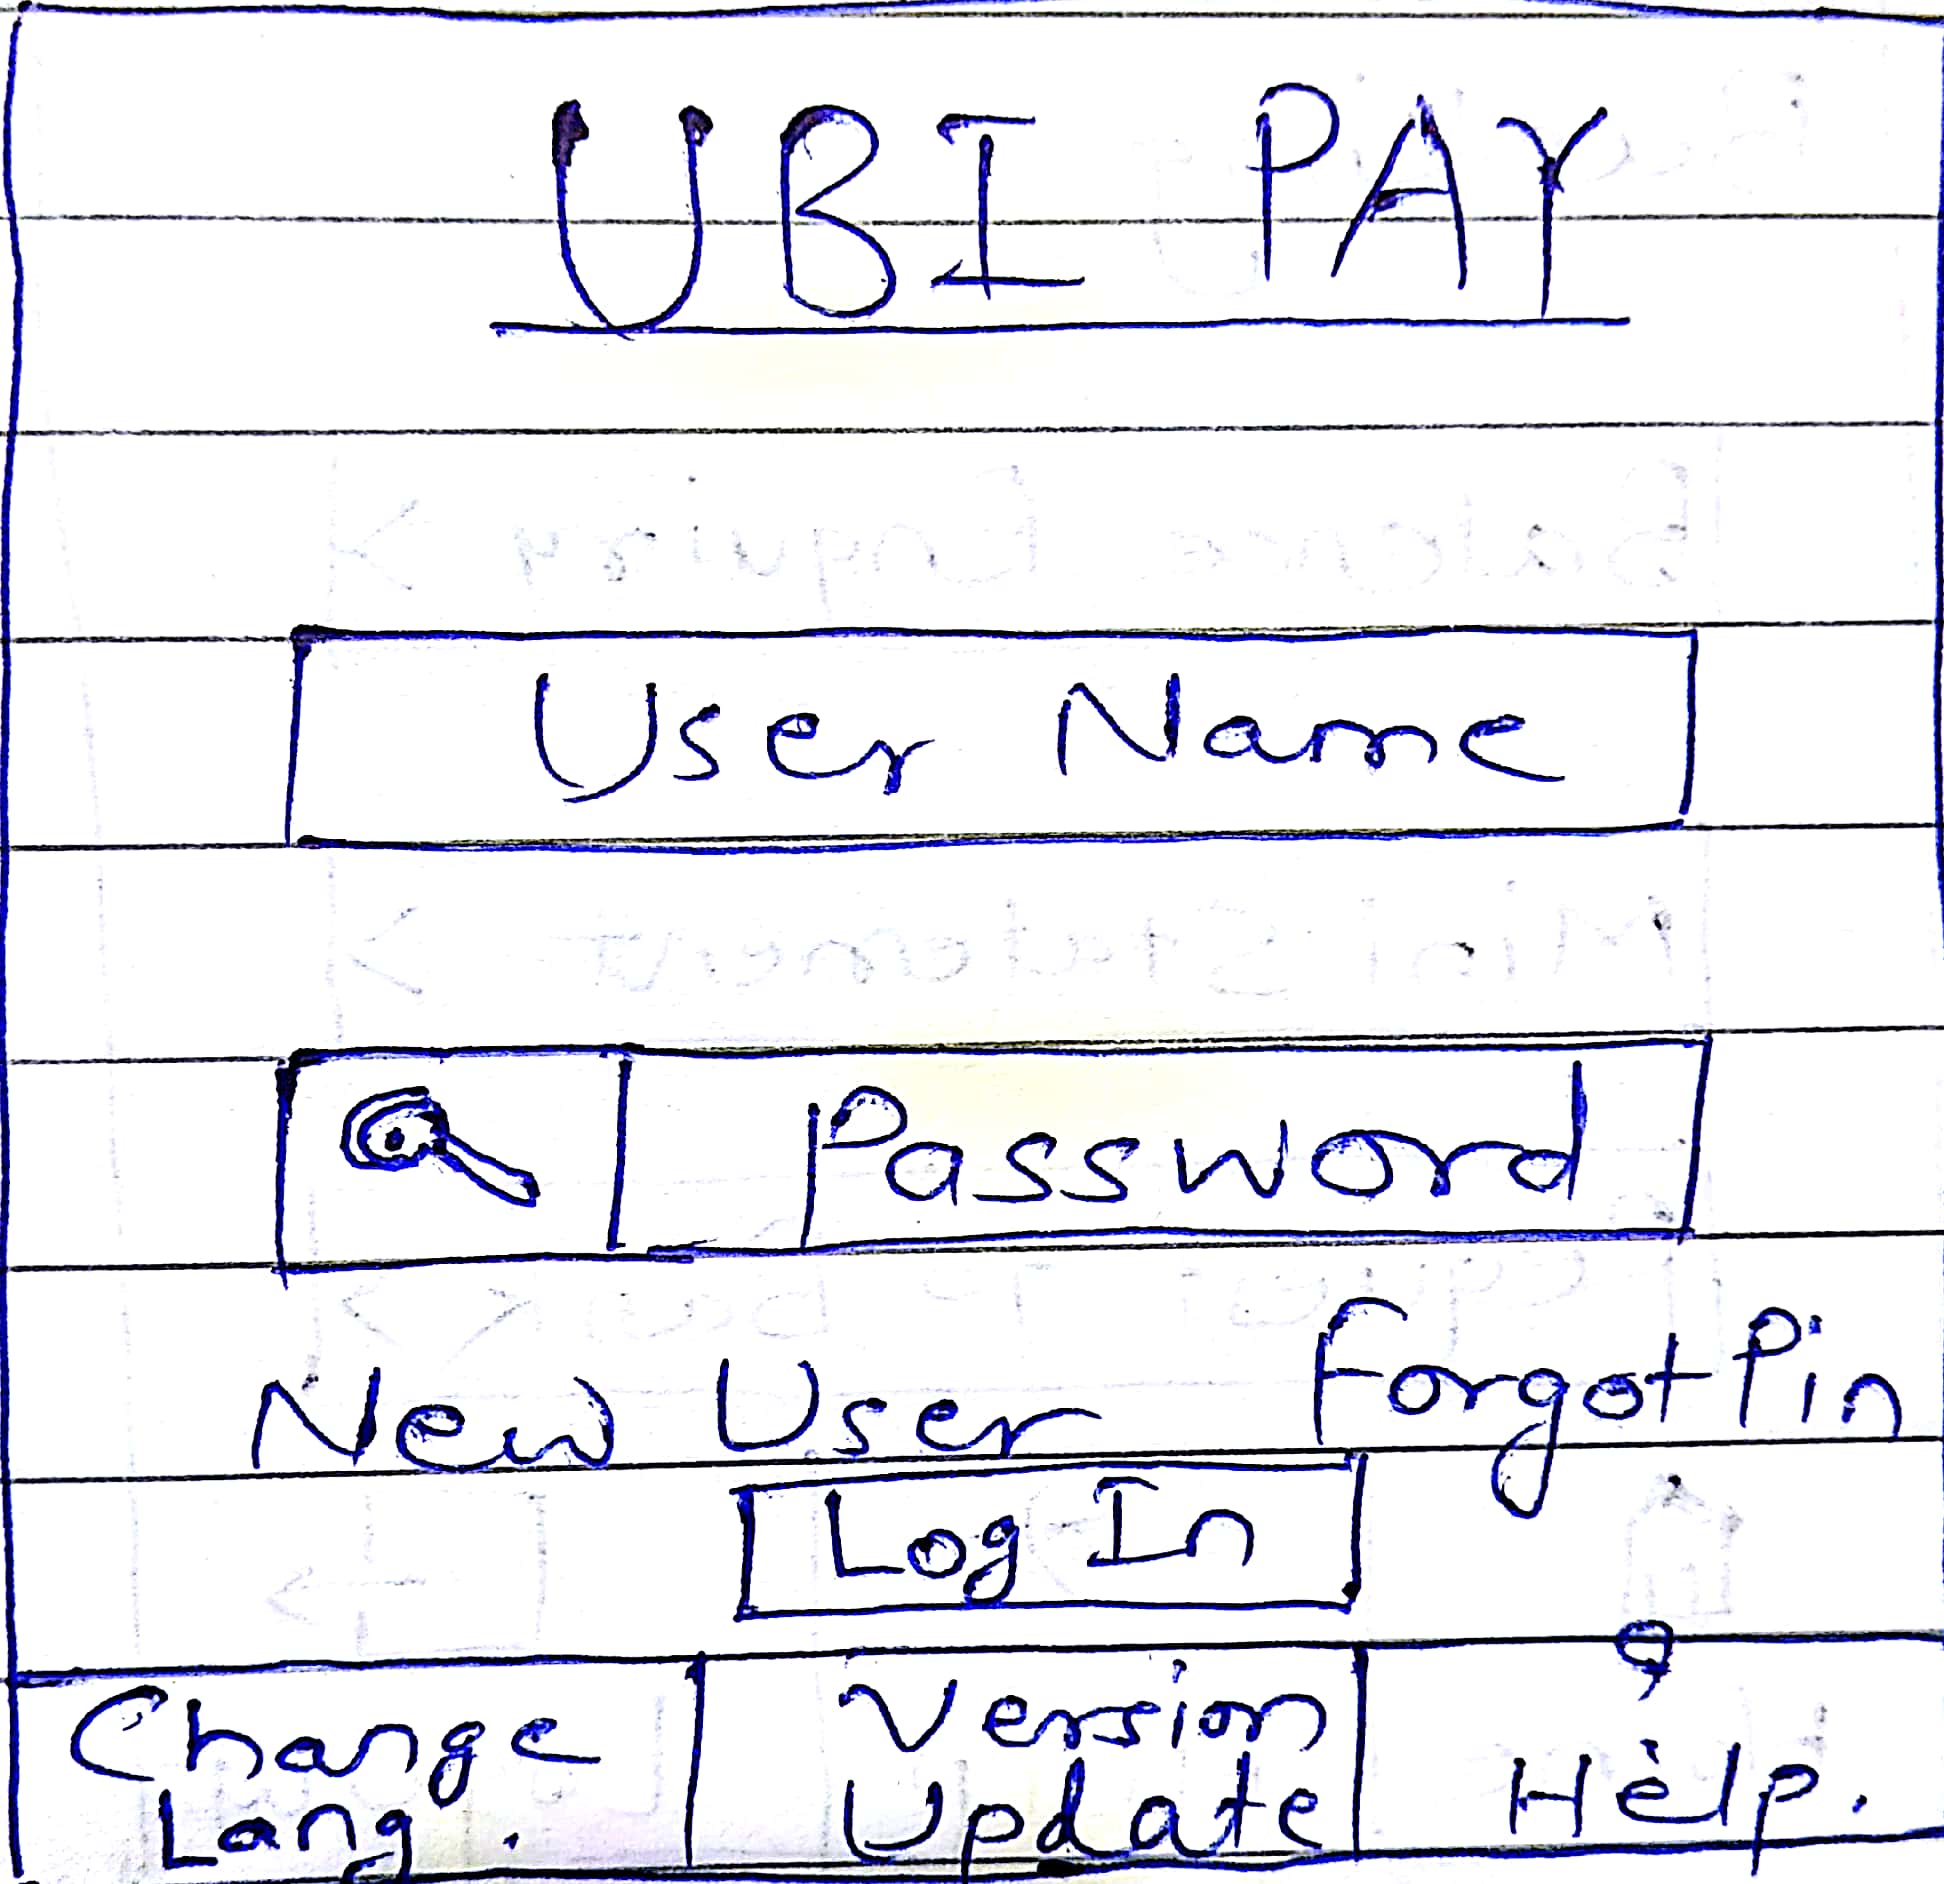 UBI PAY
User Name
Password
New User Forgot Pin
Log In
Change Lang.
Version Update
Help.